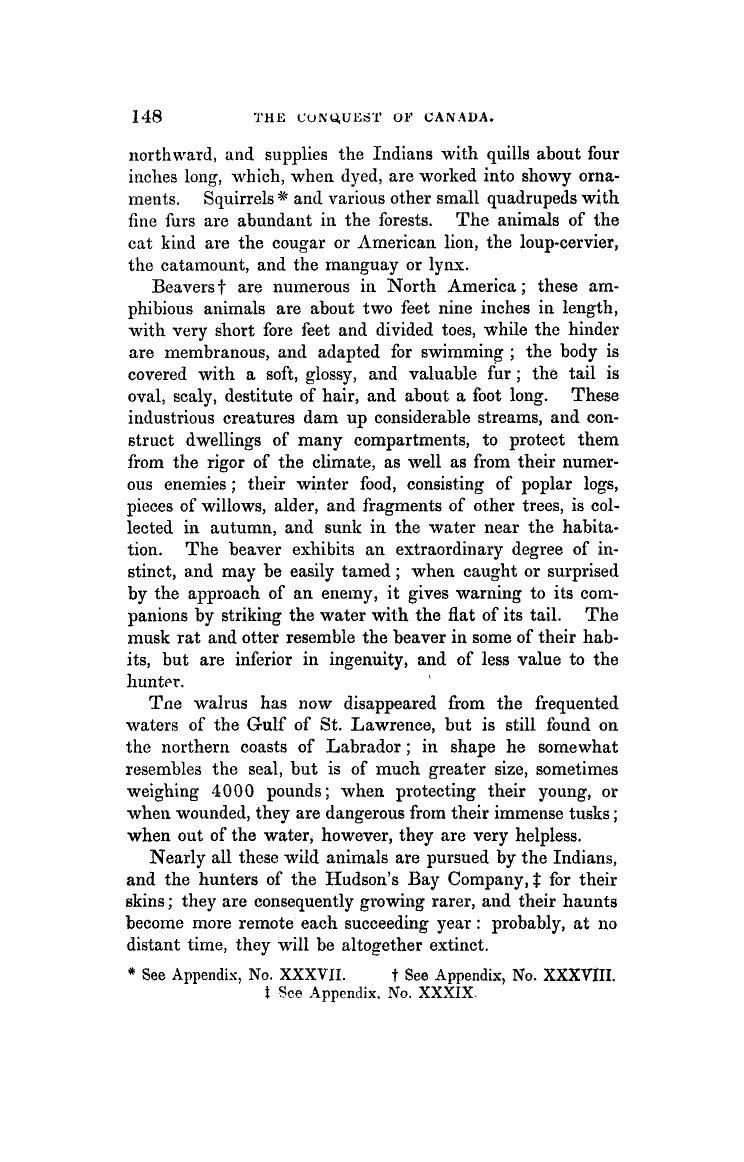 148 THE CONQUEST OF CANADA.
northward, and supplies the Indians with quills about four
inches long, which, when dyed, are worked into showy orna-
ments. Squirrels * and various other small quadrupeds with
fine furs are abundant in the forests. The animals of the
cat kind are the cougar or American lion, the loup-cervier,
the catamount, and the manguay or lynx.
Beavers † are numerous in North America ; these am-
phibious animals are about two feet nine inches in length,
with very short fore feet and divided toes, while the hinder
are membranous, and adapted for swimming ; the body is
covered with a soft, glossy, and valuable fur ; the tail is
oval, scaly, destitute of hair, and about a foot long. These
industrious creatures dam up considerable streams, and con-
struct dwellings of many compartments, to protect them
from the rigor of the climate, as well as from their numer-
ous enemies ; their winter food, consisting of poplar logs,
pieces of willows, alder, and fragments of other trees, is col-
lected in autumn, and sunk in the water near the habita-
tion. The beaver exhibits an extraordinary degree of in-
stinct, and may be easily tamed ; when caught or surprised
by the approach of an enemy, it gives warning to its com-
panions by striking the water with the flat of its tail. The
musk rat and otter resemble the beaver in some of their hab-
its, but are inferior in ingenuity, and of less value to the
hunter.
The walrus has now disappeared from the frequented
waters of the Gulf of St. Lawrence, but is still found on
the northern coasts of Labrador ; in shape he somewhat
resembles the seal, but is of much greater size, sometimes
weighing 4000 pounds ; when protecting their young, or
when wounded, they are dangerous from their immense tusks ;
when out of the water, however, they are very helpless.
Nearly all these wild animals are pursued by the Indians,
and the hunters of the Hudson's Bay Company, ‡ for their
skins ; they are consequently growing rarer, and their haunts
become more remote each succeeding year : probably, at no
distant time, they will be altogether extinct.
* See Appendix, No. XXXVII. † See Appendix, No. XXXVIII.
‡ See Appendix, No. XXXIX.